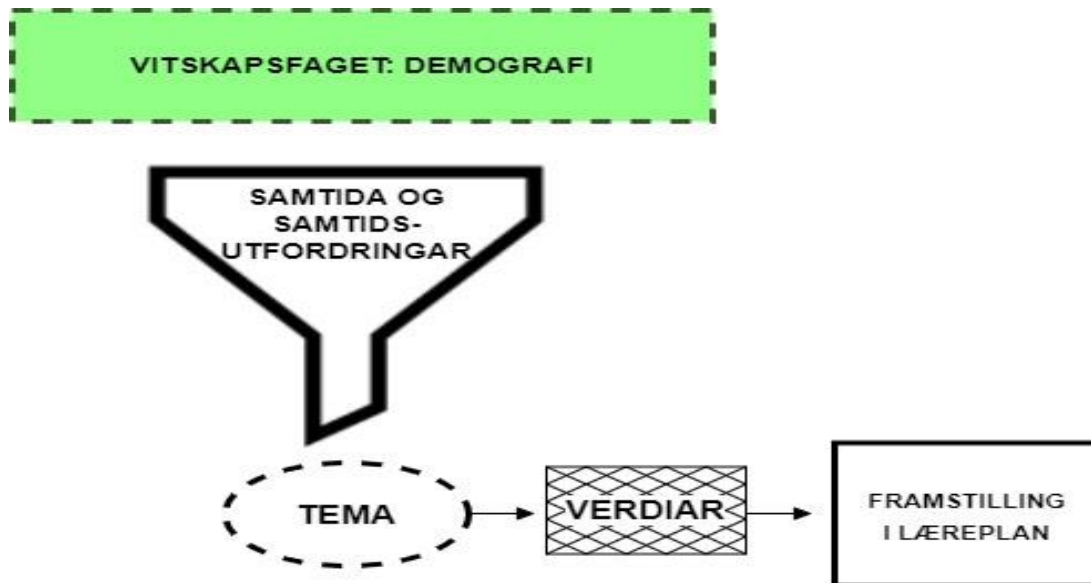 VITSKAPSFAGET: DEMOGRAFI
SAMTIDA OG
SAMTIDS-
UTFORDRINGAR
TEMA
VERDIAR
FRAMSTILLING
I LÆREPLAN